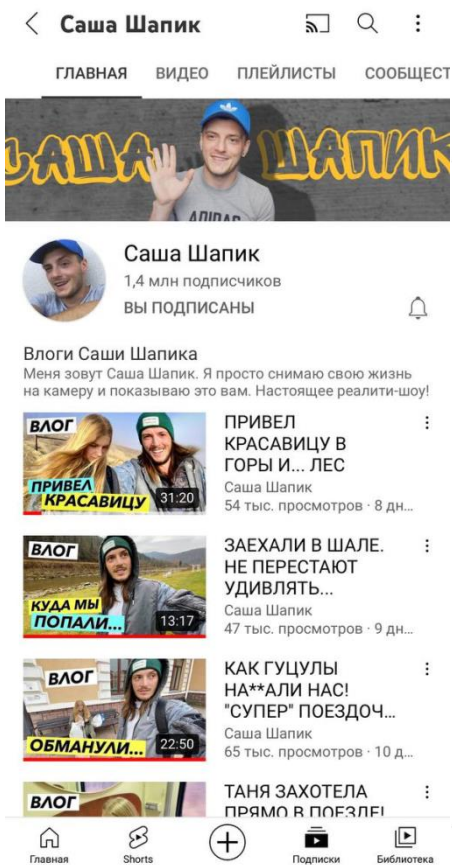 Саша Шапик
ГЛАВНАЯ ВИДЕО ПЛЕЙЛИСТЫ СООБЩЕСТ
САША ШАПИК
ADIDAS
Саша Шапик
1,4 млн подписчиков
ВЫ ПОДПИСАНЫ
Влоги Саши Шапика
Меня зовут Саша Шапик. Я просто снимаю свою жизнь
на камеру и показываю это вам. Настоящее реалити-шоу!
ВЛОГ
ПРИВЕЛ
КРАСАВИЦУ
31:20
ПРИВЕЛ
КРАСАВИЦУ В
ГОРЫ И... ЛЕС
Саша Шапик
54 тыс. просмотров · 8 дн...
ВЛОГ
КУДА МЫ
ПОПАЛИ...
13:17
ЗАЕХАЛИ В ШАЛЕ.
НЕ ПЕРЕСТАЮТ
УДИВЛЯТЬ...
Саша Шапик
47 тыс. просмотров · 9 дн...
ВЛОГ
ОБМАНУЛИ...
22:50
КАК ГУЦУЛЫ
НА**АЛИ НАС!
"СУПЕР" ПОЕЗДОЧ...
Саша Шапик
65 тыс. просмотров · 10 д...
ВЛОГ
ТАНЯ ЗАХОТЕЛА
ПРЯМО В ПОЕЗДЕ!
Главная Shorts Подписки Библиотека